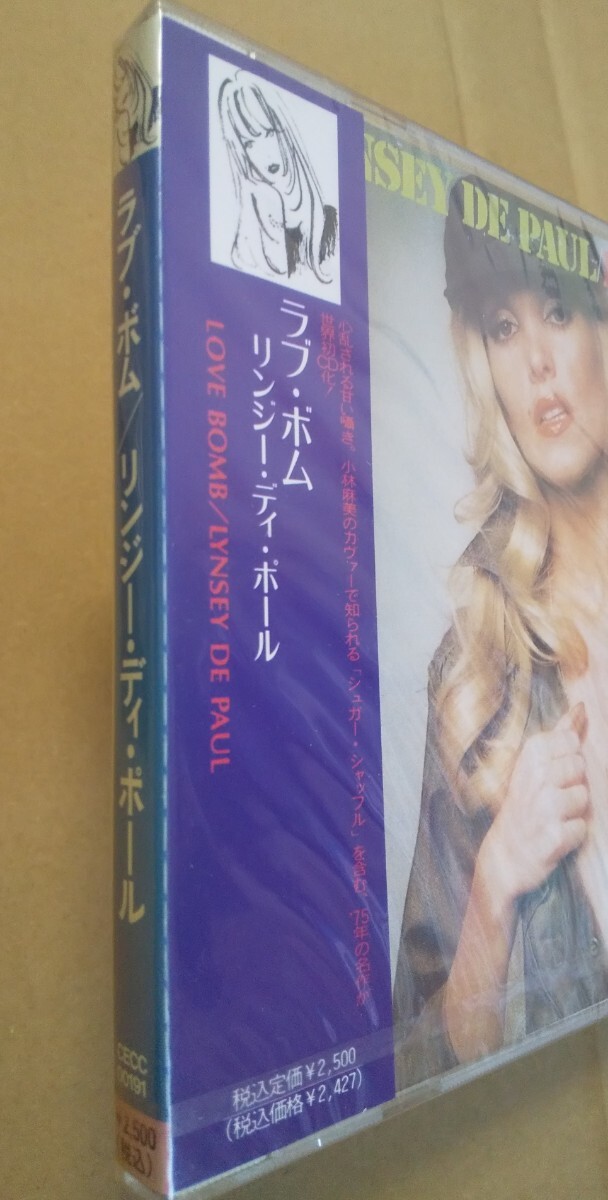 ラブ・ボム/リンジー・ディ・ポール
CECC
00191
¥2,500
(税込)
ラブ・ボム
リンジー・ディ・ポール
LOVE BOMB/LYNSEY DE PAUL
心乱される甘い囁き。小林麻美のカヴァーで知られる「シュガー・シャッフル」を含む、'75年の名作が
世界初CD化!
税込定価¥2,500
(税込価格¥2,427)
NSEY DE PAUL